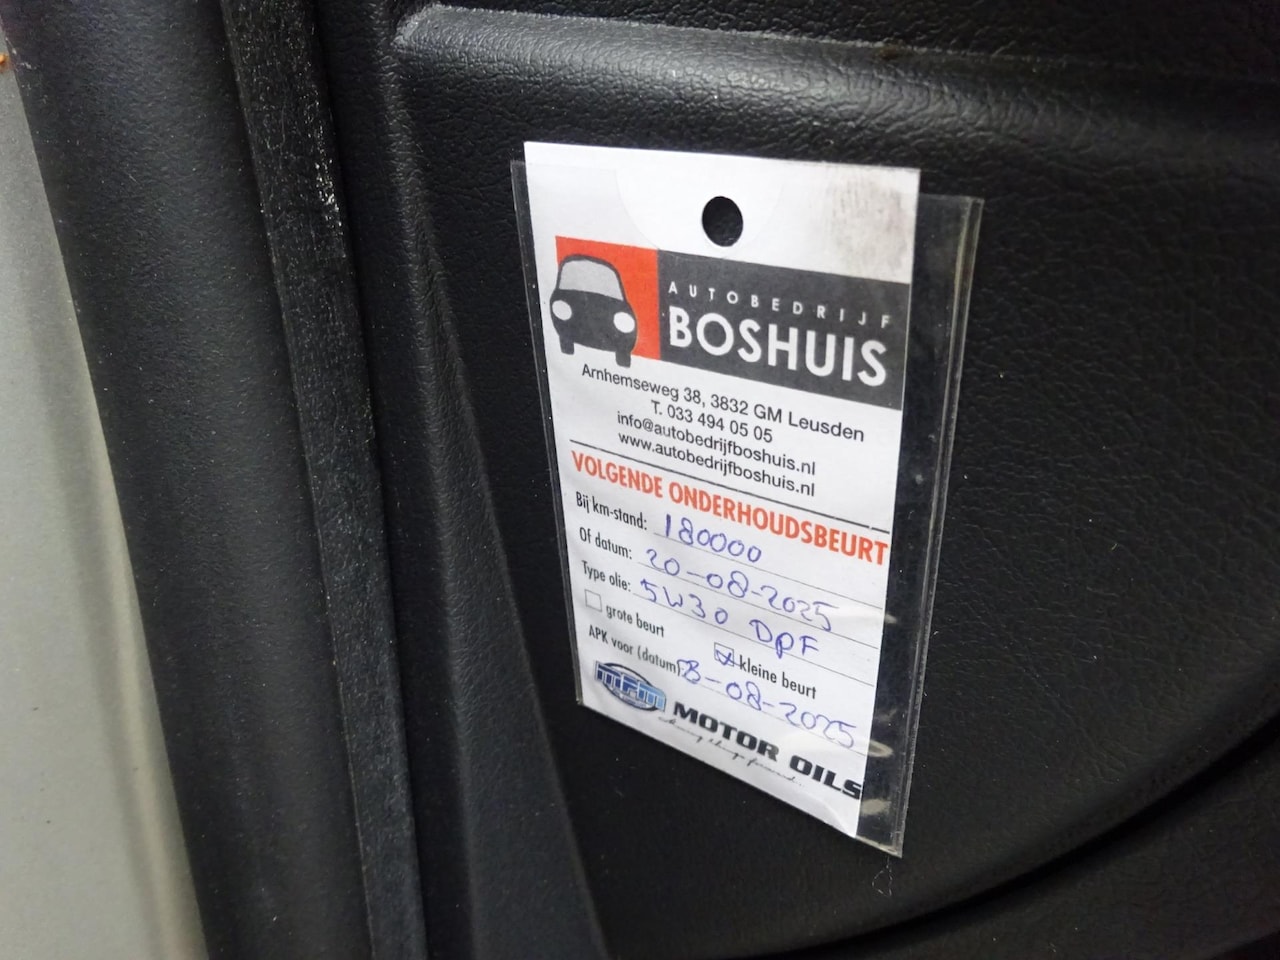 AUTOBEDRIJF
BOSHUIS
Arnhemseweg 38, 3832 GM Leusden
T. 033 494 05 05
info@autobedrijfboshuis.nl
www.autobedrijfboshuis.nl
VOLGENDE ONDERHOUDSBEURT
Bij km-stand: 180000
Of datum: 20-08-2025
Type olie: 5W30 DPF
grote beurt kleine beurt
APK voor (datum) 8-08-2025
MPM MOTOR OILS